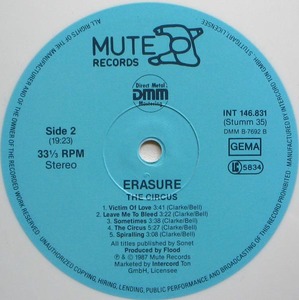 ALL RIGHTS OF THE MANUFACTURER AND OF THE OWNER OF THE RECORDED WORK RESERVED
UNAUTHORIZED COPYING, HIRING, LENDING, PUBLIC PERFORMANCE AND BROADCASTING OF THIS RECORD PROHIBITED
MUTE
RECORDS
Direct Metal
DMM
Mastering
Side 2
(19:23)
33⅓ RPM
Stereo
INT 146.831
(Stumm 35)
DMM B-7692 B
GEMA
LC 5834
ERASURE
THE CIRCUS
1 Victim Of Love 3:41 (Clarke/Bell)
2 Leave Me To Bleed 3:22 (Clarke/Bell)
3 Sometimes 3:38 (Clarke/Bell)
4 The Circus 5:27 (Clarke/Bell)
5 Spiralling 3:08 (Clarke/Bell)
All titles published by Sonet
Produced by Flood
℗ © 1987 Mute Records
Marketed by Intercord Ton
GmbH, Licensee